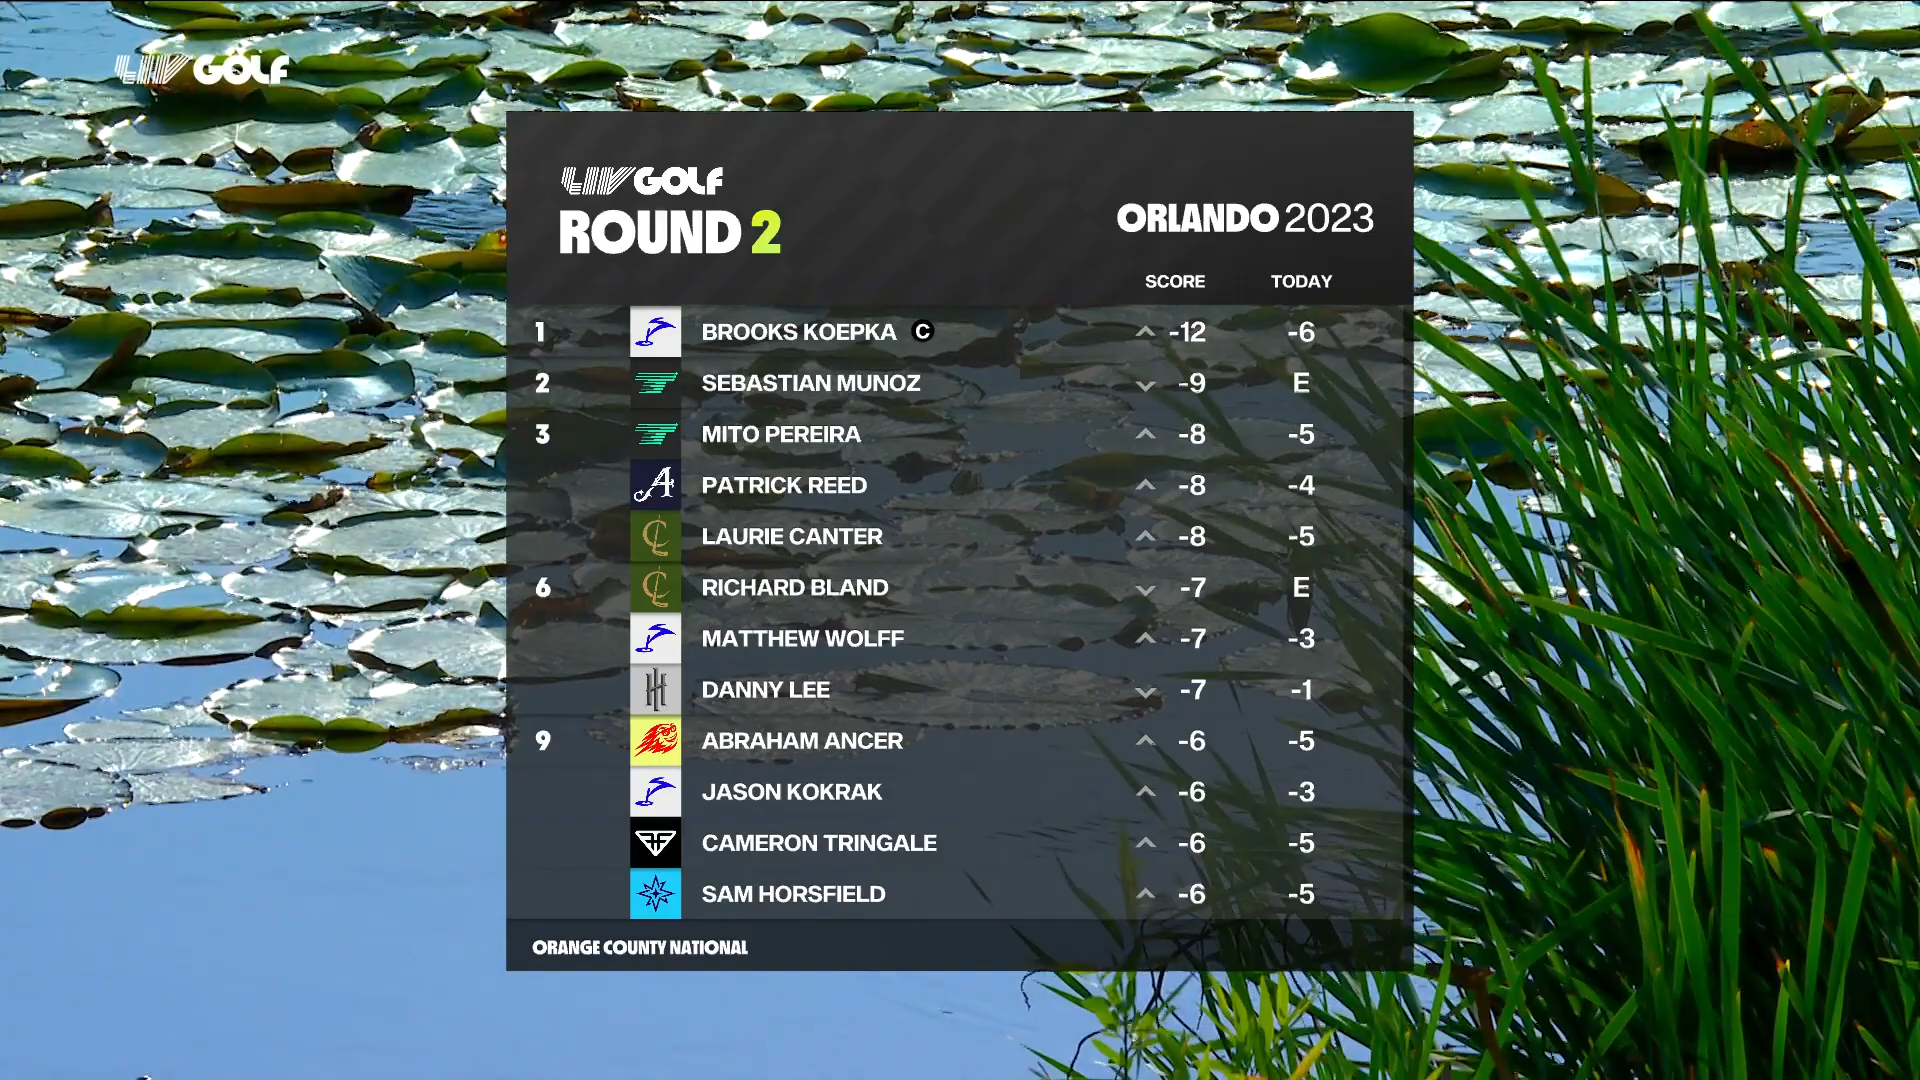 LIV GOLF
LIV GOLF
ROUND 2
ORLANDO 2023
SCORE TODAY
1 BROOKS KOEPKA C -12 -6
2 SEBASTIAN MUNOZ -9 E
3 MITO PEREIRA -8 -5
PATRICK REED -8 -4
LAURIE CANTER -8 -5
6 RICHARD BLAND -7 E
MATTHEW WOLFF -7 -3
DANNY LEE -7 -1
9 ABRAHAM ANCER -6 -5
JASON KOKRAK -6 -3
CAMERON TRINGALE -6 -5
SAM HORSFIELD -6 -5
ORANGE COUNTY NATIONAL